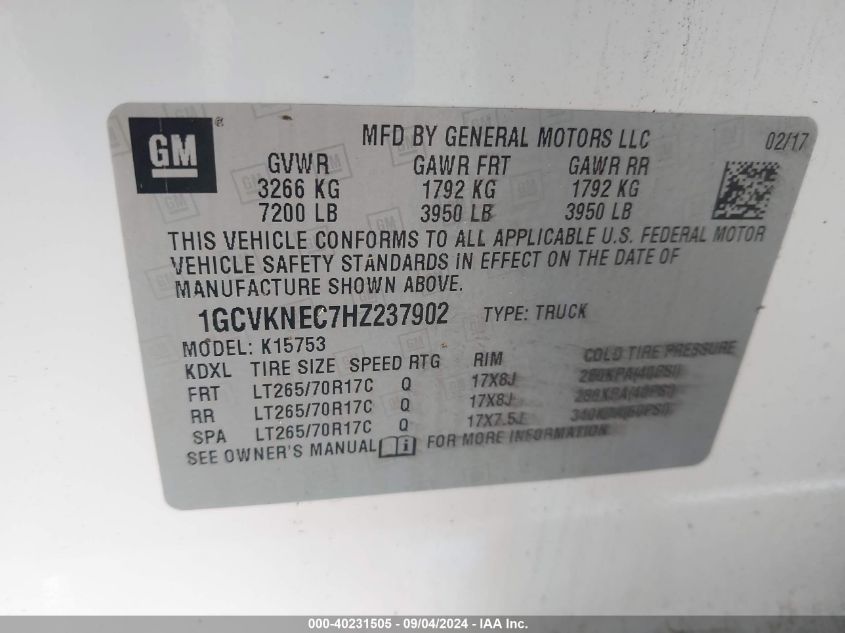 GM ®
MFD BY GENERAL MOTORS LLC 02/17
GVWR GAWR FRT GAWR RR
3266 KG 1792 KG 1792 KG
7200 LB 3950 LB 3950 LB
THIS VEHICLE CONFORMS TO ALL APPLICABLE U.S. FEDERAL MOTOR
VEHICLE SAFETY STANDARDS IN EFFECT ON THE DATE OF
MANUFACTURE SHOWN ABOVE.
1GCVKNEC7HZ237902 TYPE: TRUCK
MODEL: K15753
KDXL TIRE SIZE SPEED RTG RIM COLD TIRE PRESSURE
FRT LT265/70R17C Q 17X8J 280KPA(40PSI)
RR LT265/70R17C Q 17X8J 280KPA(40PSI)
SPA LT265/70R17C Q 17X7.5J
SEE OWNER'S MANUAL FOR MORE INFORMATION.
000-40231505 - 09/04/2024 - IAA Inc.